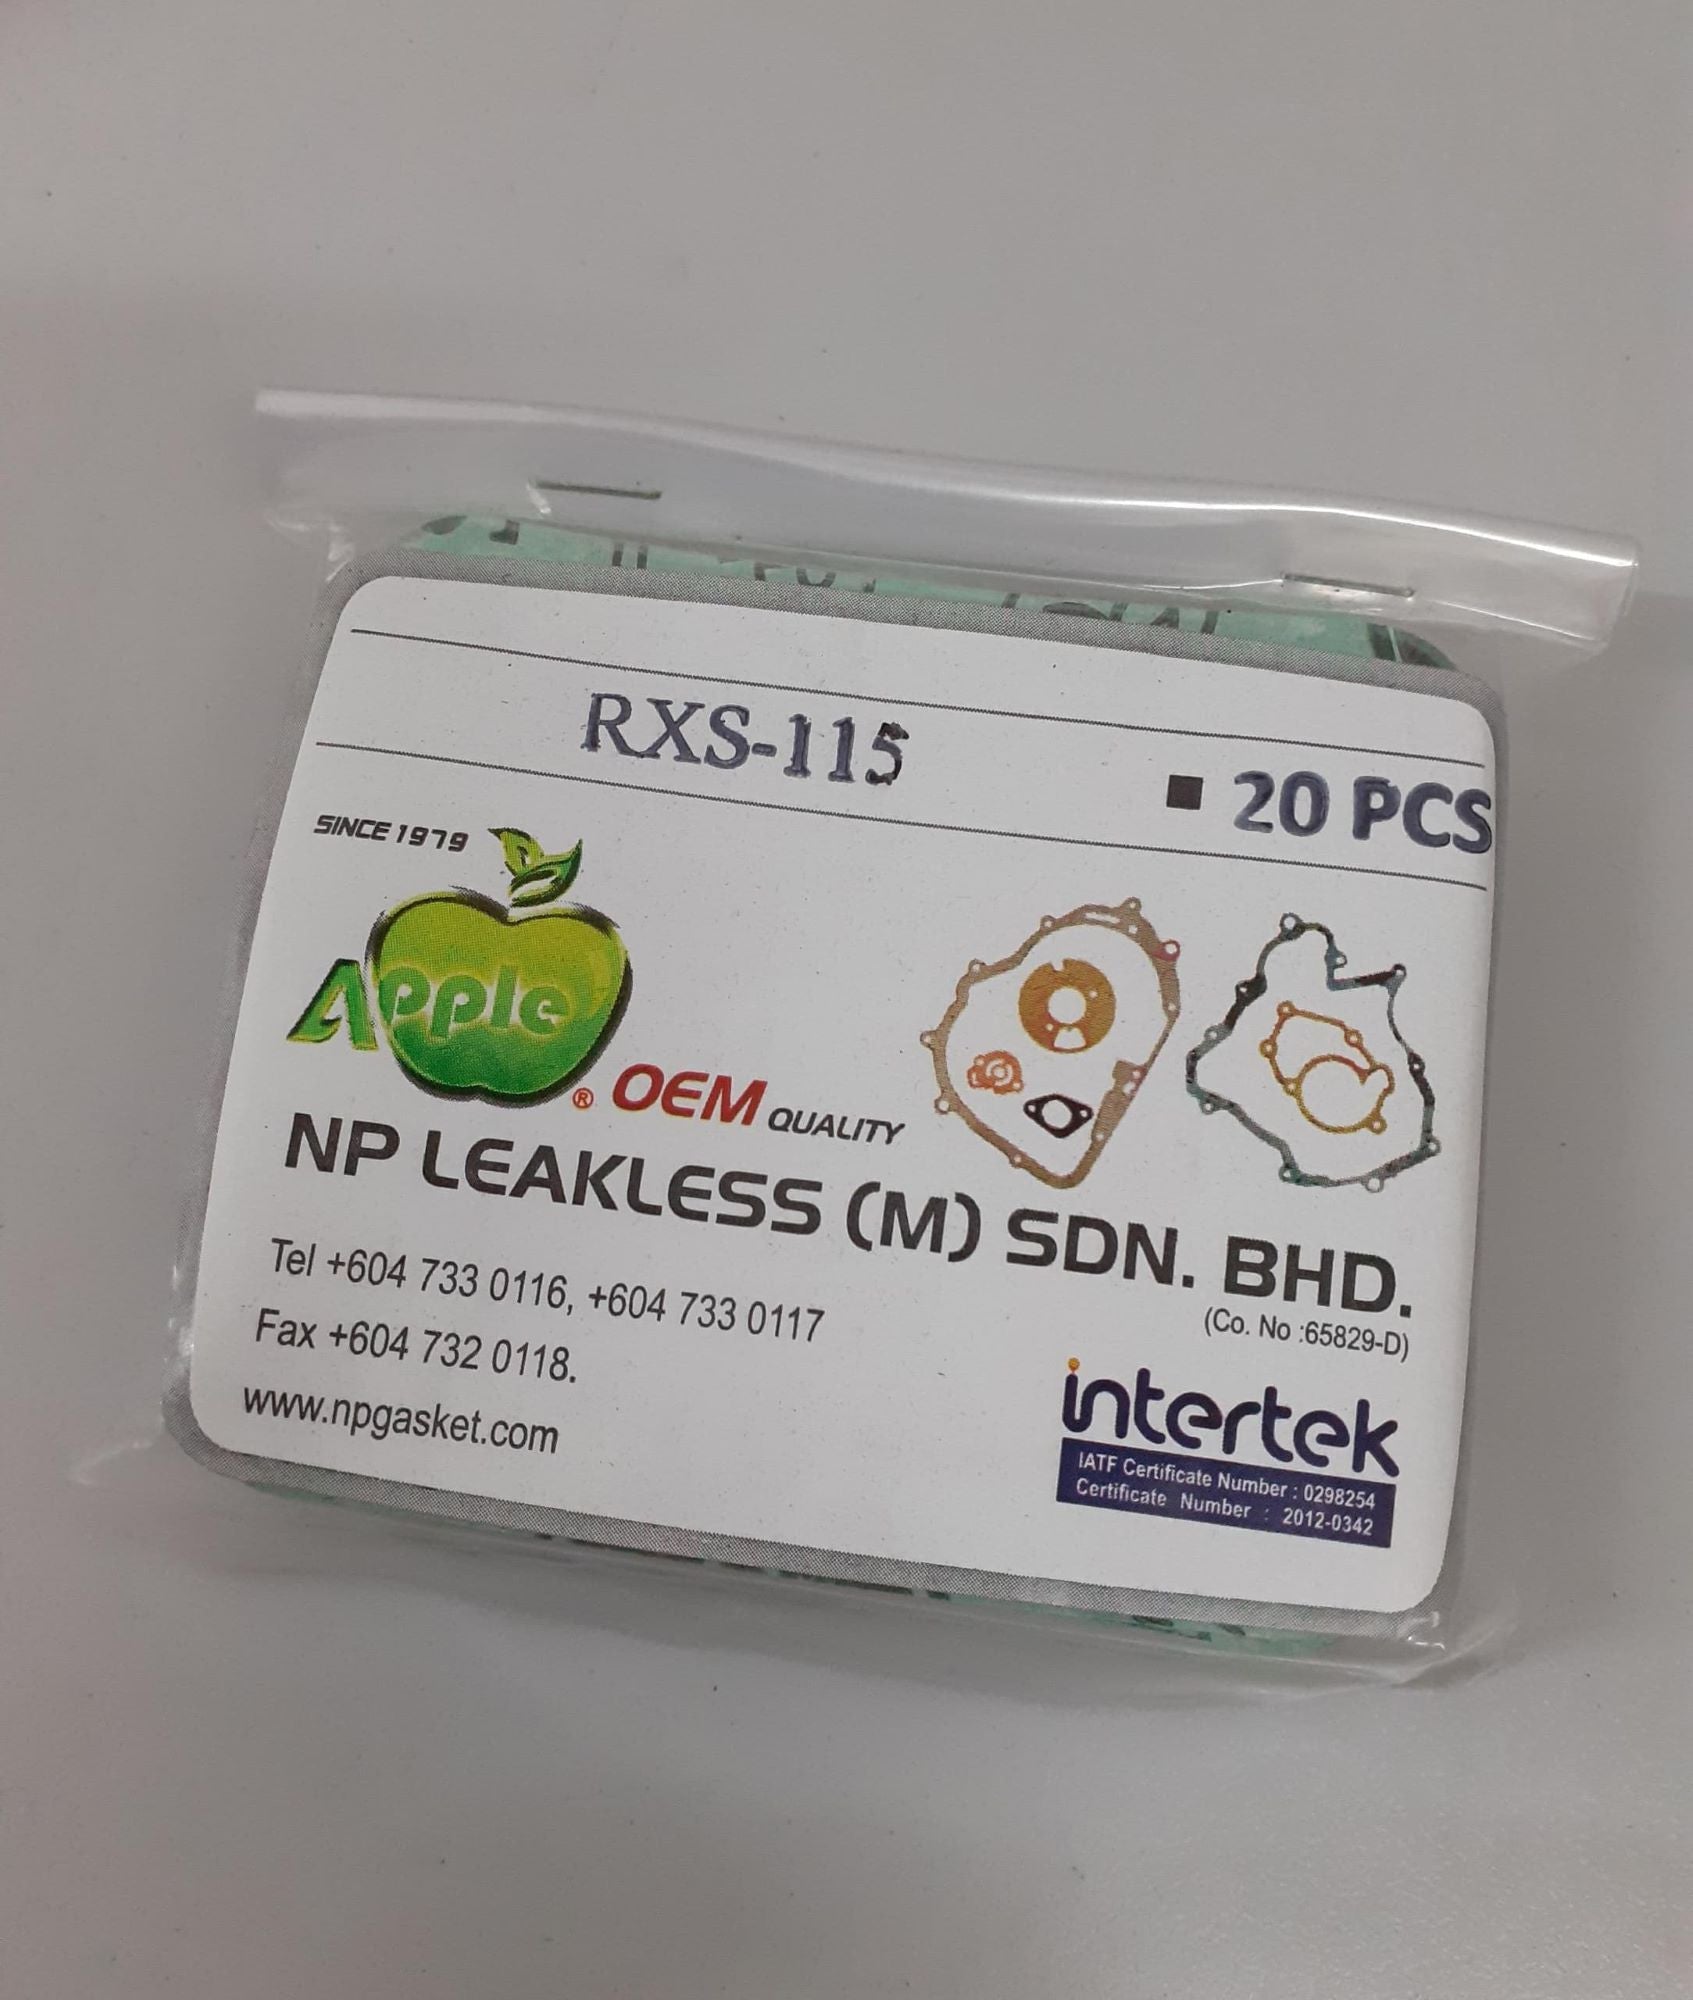 RXS-115
■ 20 PCS
SINCE 1979
Apple
® OEM QUALITY
NP LEAKLESS (M) SDN. BHD.
(Co. No :65829-D)
Tel +604 733 0116, +604 733 0117
Fax +604 732 0118.
www.npgasket.com
intertek
IATF Certificate Number : 0298254
Certificate Number : 2012-0342